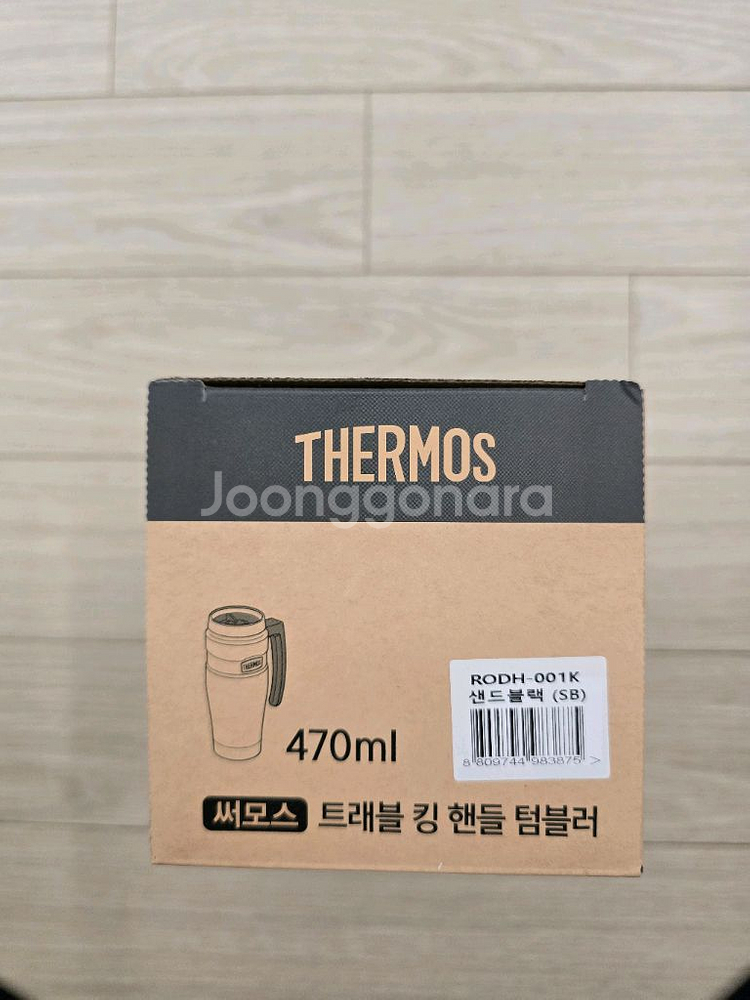 THERMOS
Joonggonara
THERMOS
470ml
RODH-001K
샌드블랙 (SB)
8 809744 983875 >
써모스 트래블 킹 핸들 텀블러